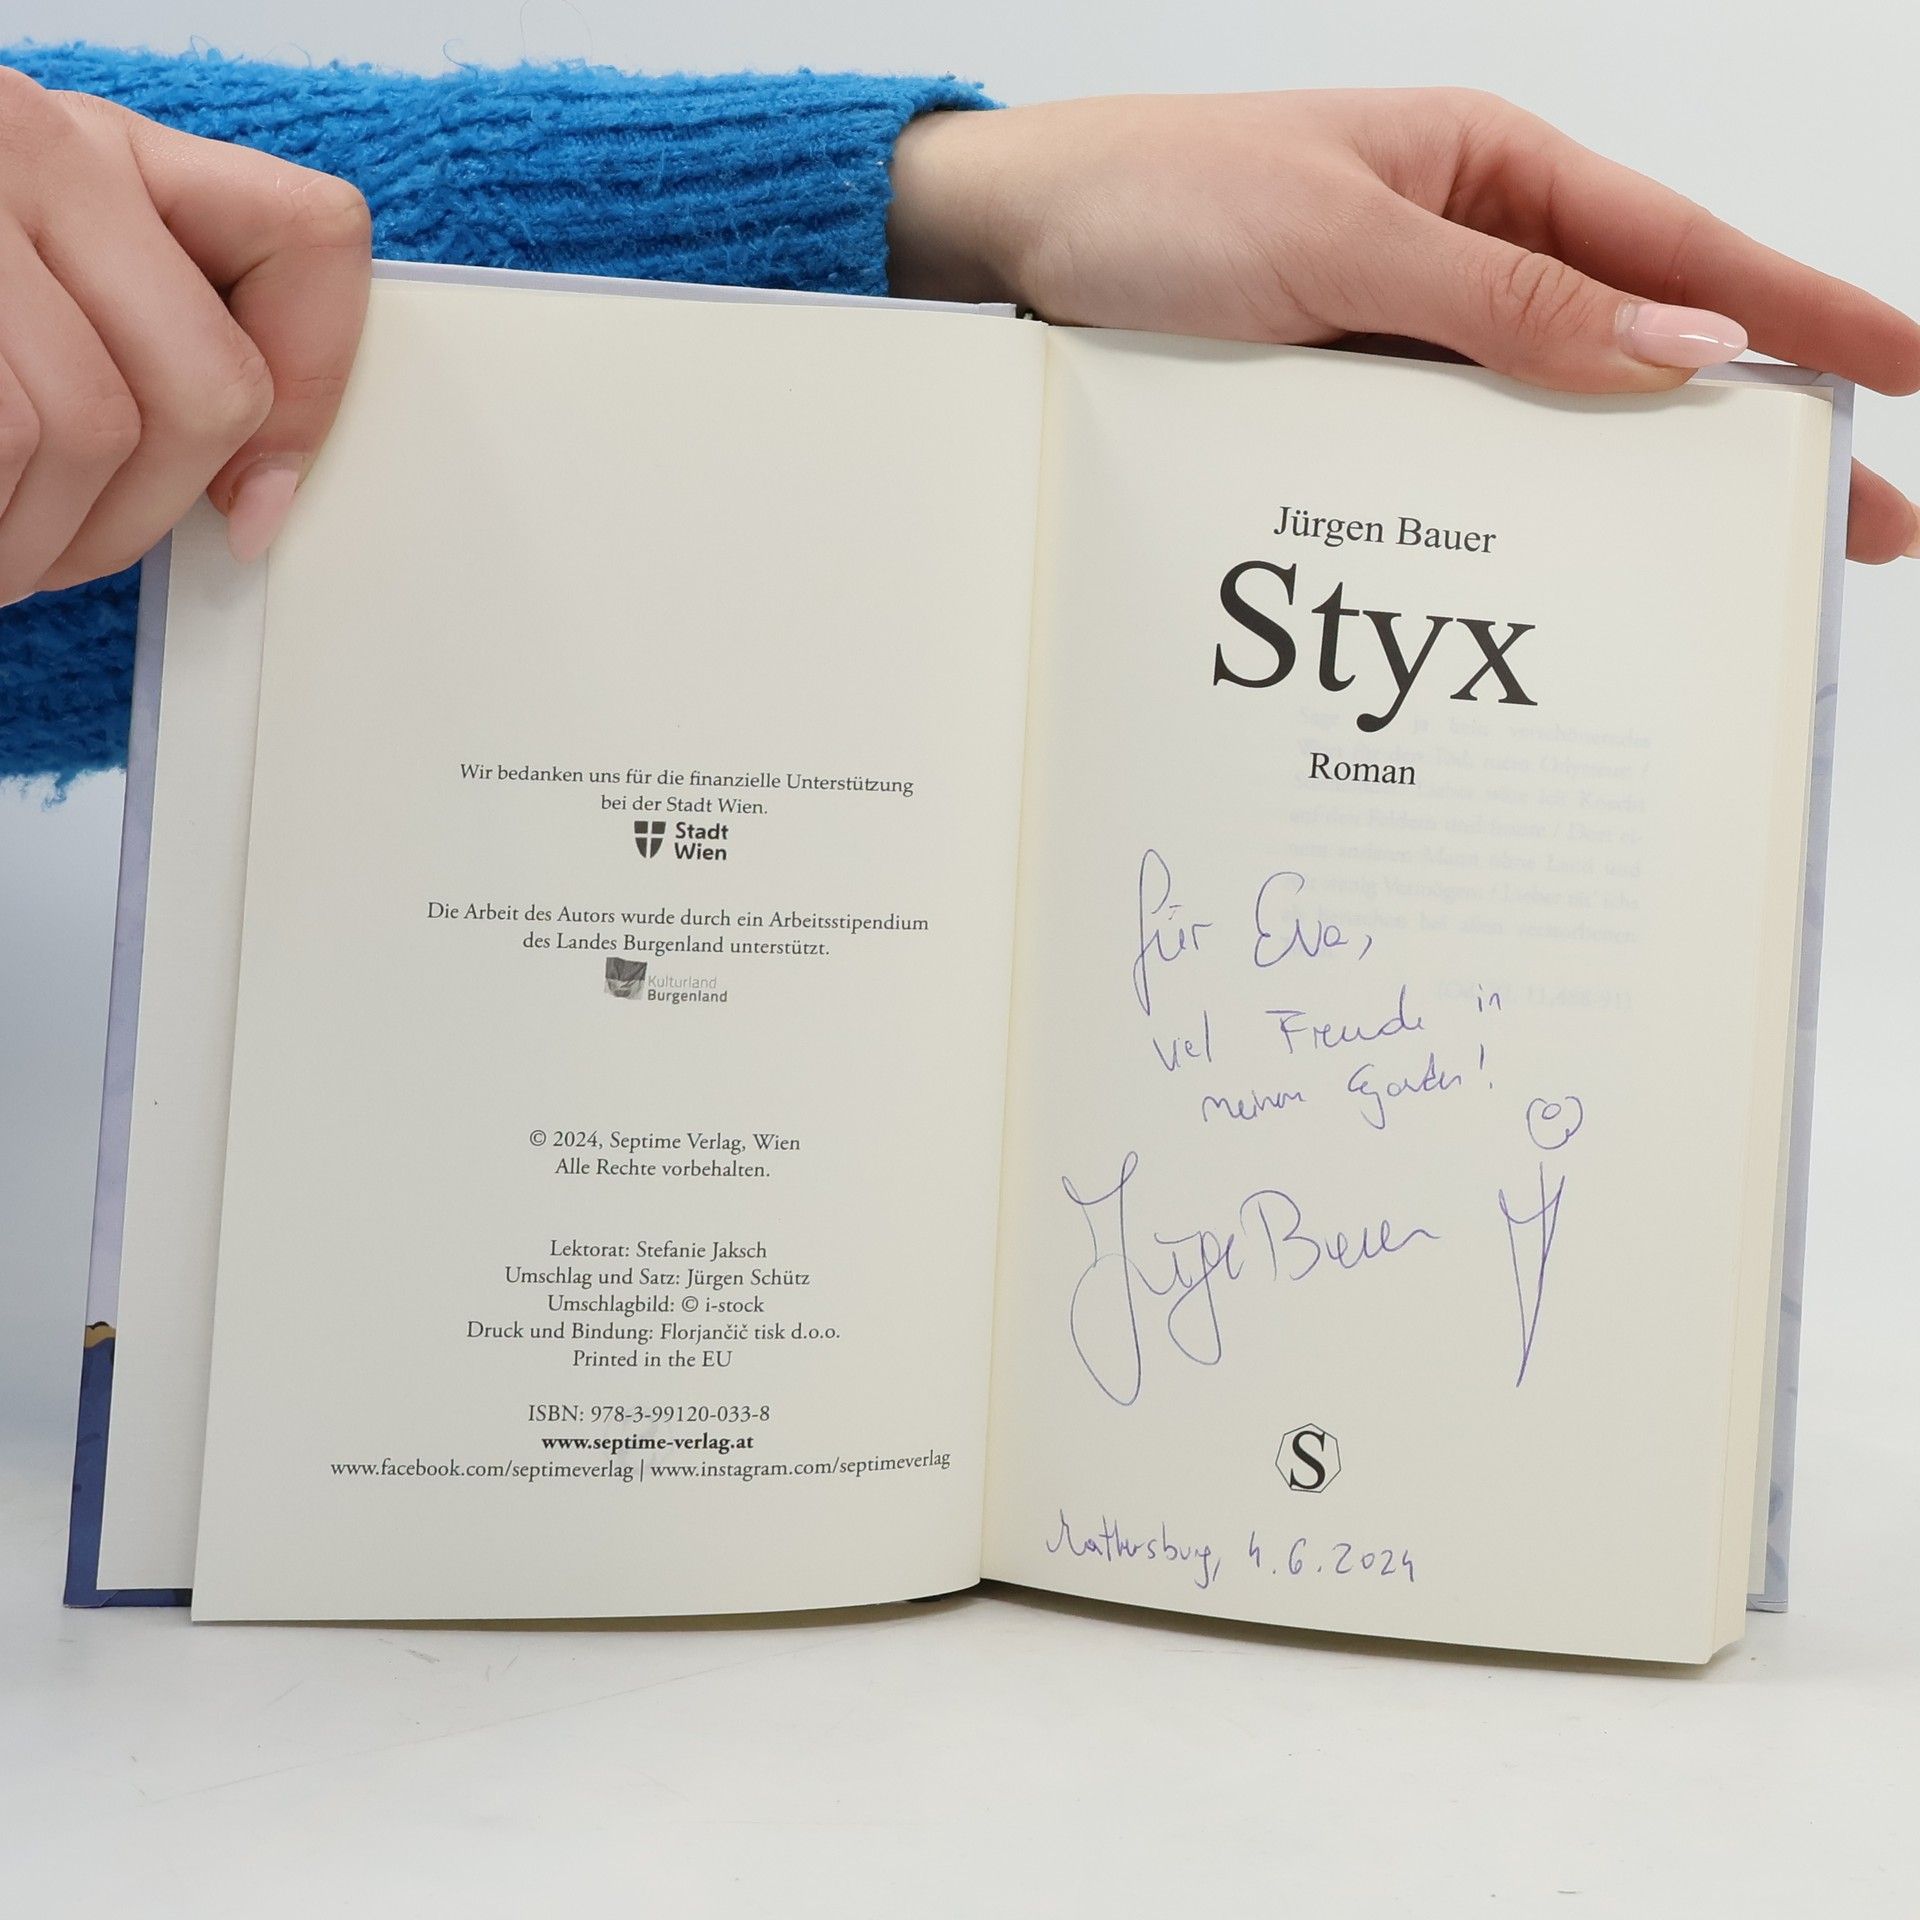 Wir bedanken uns für die finanzielle Unterstützung
bei der Stadt Wien.
Stadt
Wien
Die Arbeit des Autors wurde durch ein Arbeitsstipendium
des Landes Burgenland unterstützt.
Kulturland
Burgenland
© 2024, Septime Verlag, Wien
Alle Rechte vorbehalten.
Lektorat: Stefanie Jaksch
Umschlag und Satz: Jürgen Schütz
Umschlagbild: © i-stock
Druck und Bindung: Florjančič tisk d.o.o.
Printed in the EU
ISBN: 978-3-99120-033-8
www.septime-verlag.at
www.facebook.com/septimeverlag | www.instagram.com/septimeverlag
Jürgen Bauer
Styx
Roman
für Eva,
viel Freude in
meinem Garten!
Jürgen Bauer
S
Mattersburg, 4.6.2024